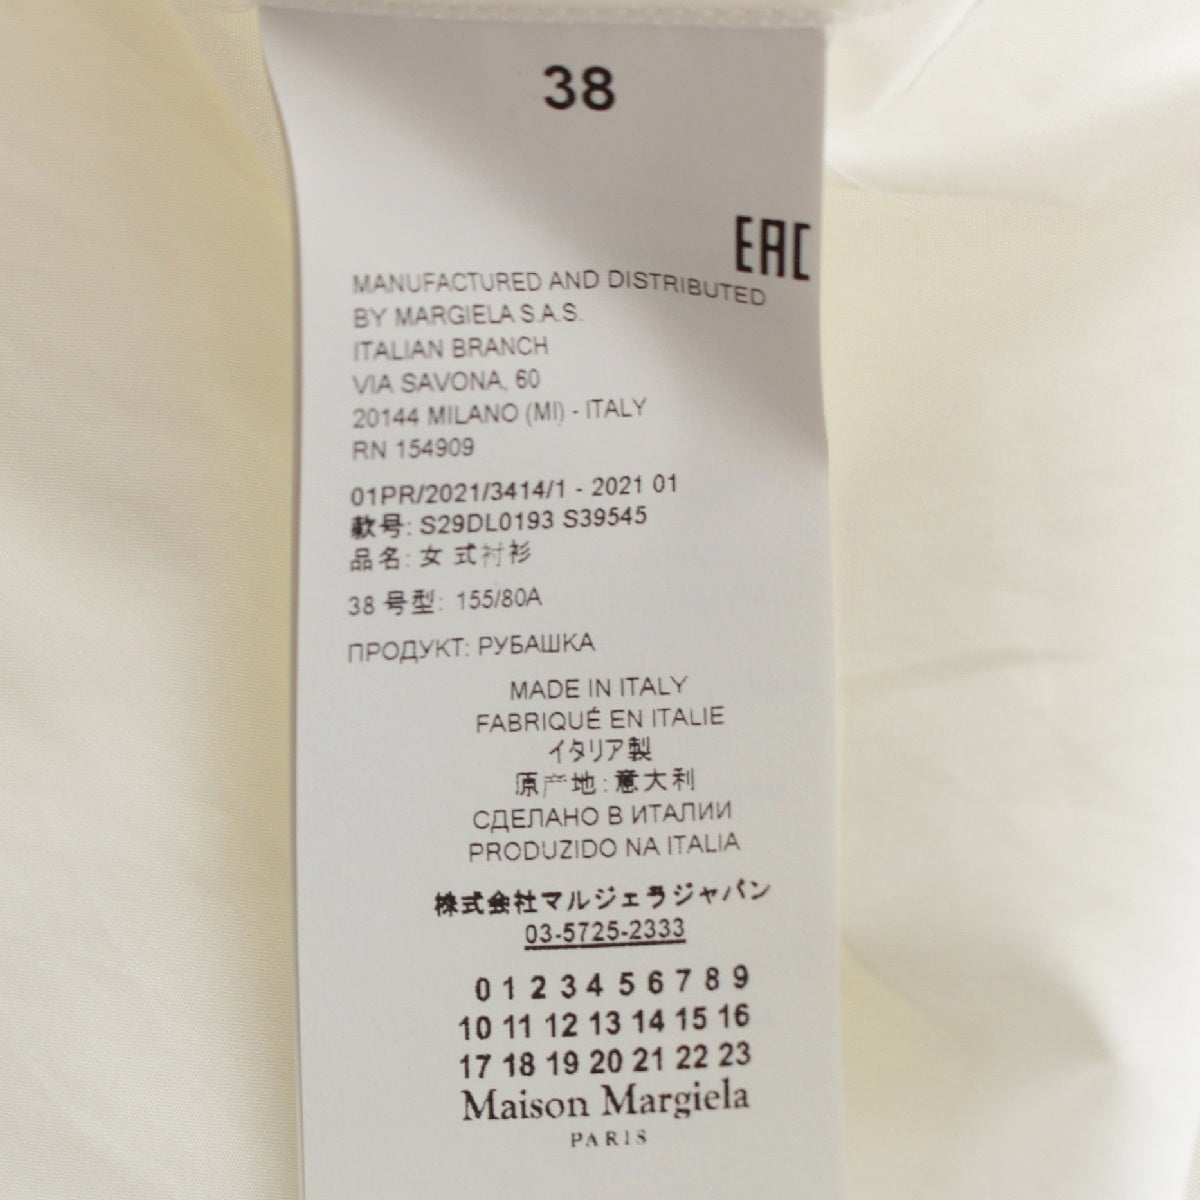 38
EAC
MANUFACTURED AND DISTRIBUTED
BY MARGIELA S.A.S.
ITALIAN BRANCH
VIA SAVONA, 60
20144 MILANO (MI) - ITALY
RN 154909
01PR/2021/3414/1 - 2021 01
款号: S29DL0193 S39545
品名: 女 式衬衫
38 号型: 155/80A
ПРОДУКТ: РУБАШКА
MADE IN ITALY
FABRIQUÉ EN ITALIE
イタリア製
原产地: 意大利
СДЕЛАНО В ИТАЛИИ
PRODUZIDO NA ITALIA
株式会社マルジェラジャパン
03-5725-2333
0 1 2 3 4 5 6 7 8 9
10 11 12 13 14 15 16
17 18 19 20 21 22 23
Maison Margiela
PARIS